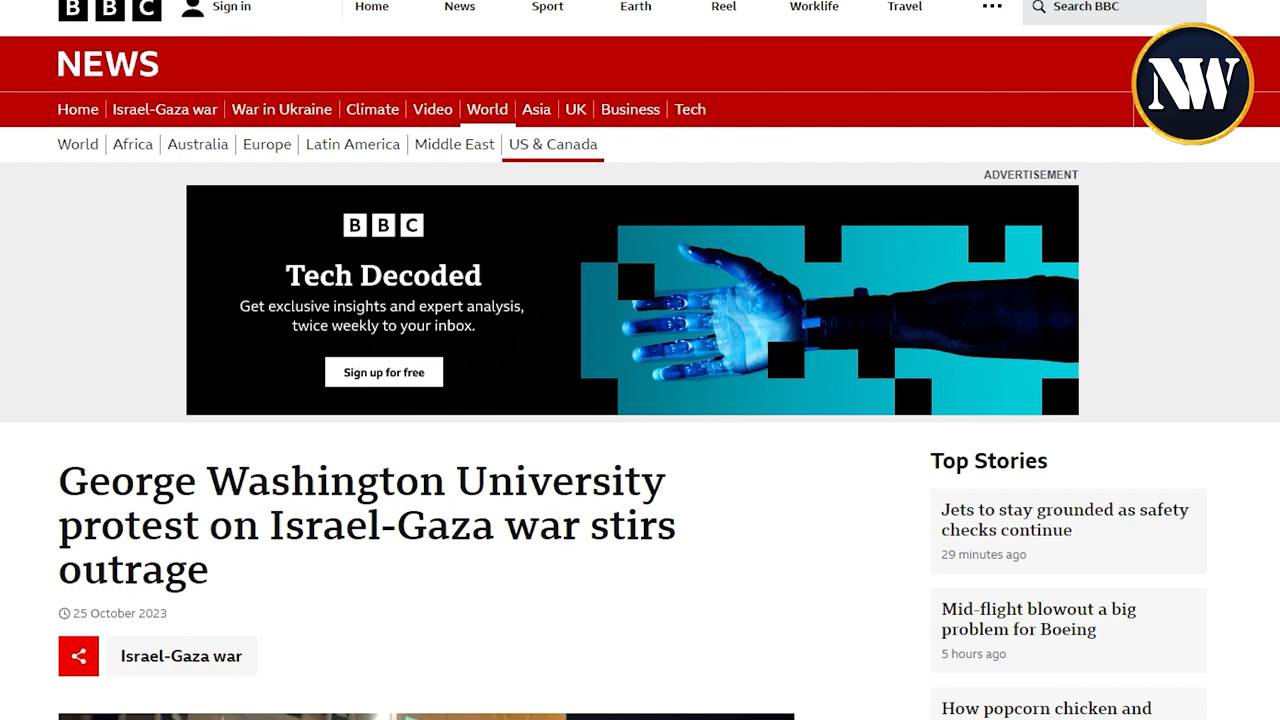 BBC
Sign in
Home
News
Sport
Earth
Reel
Worklife
Travel
Search BBC
NEWS
NW
Home
Israel-Gaza war
War in Ukraine
Climate
Video
World
Asia
UK
Business
Tech
World
Africa
Australia
Europe
Latin America
Middle East
US & Canada
ADVERTISEMENT
BBC
Tech Decoded
Get exclusive insights and expert analysis,
twice weekly to your inbox.
Sign up for free
George Washington University
protest on Israel-Gaza war stirs
outrage
25 October 2023
Israel-Gaza war
Top Stories
Jets to stay grounded as safety
checks continue
29 minutes ago
Mid-flight blowout a big
problem for Boeing
5 hours ago
How popcorn chicken and